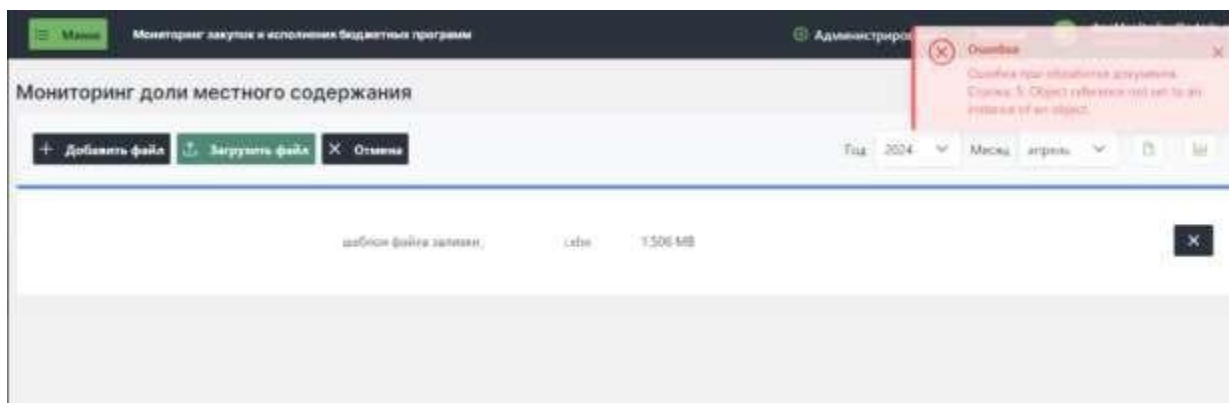 Меню
Мониторинг закупок и исполнения бюджетных программ
Администриров
Ошибка
Ошибка при обработке документа.
Строка: 5. Object reference not set to an
instance of an object.
Мониторинг доли местного содержания
+ Добавить файл
Загрузить файл
Отмена
Год 2024
Месяц апрель
шаблон файла заливки,
1.506 MB